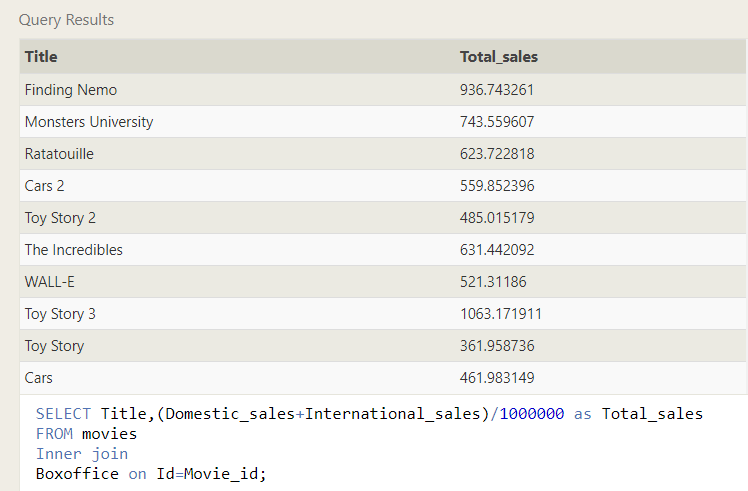 Query Results
Title Total_sales
Finding Nemo 936.743261
Monsters University 743.559607
Ratatouille 623.722818
Cars 2 559.852396
Toy Story 2 485.015179
The Incredibles 631.442092
WALL-E 521.31186
Toy Story 3 1063.171911
Toy Story 361.958736
Cars 461.983149
SELECT Title,(Domestic_sales+International_sales)/1000000 as Total_sales
FROM movies
Inner join
Boxoffice on Id=Movie_id;